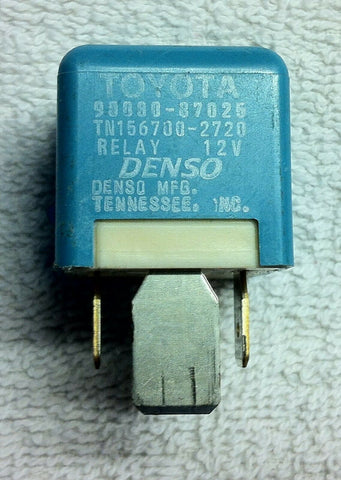 TOYOTA
90080-87025
TN156700-2720
RELAY 12V
DENSO
DENSO MFG.
TENNESSEE. INC.